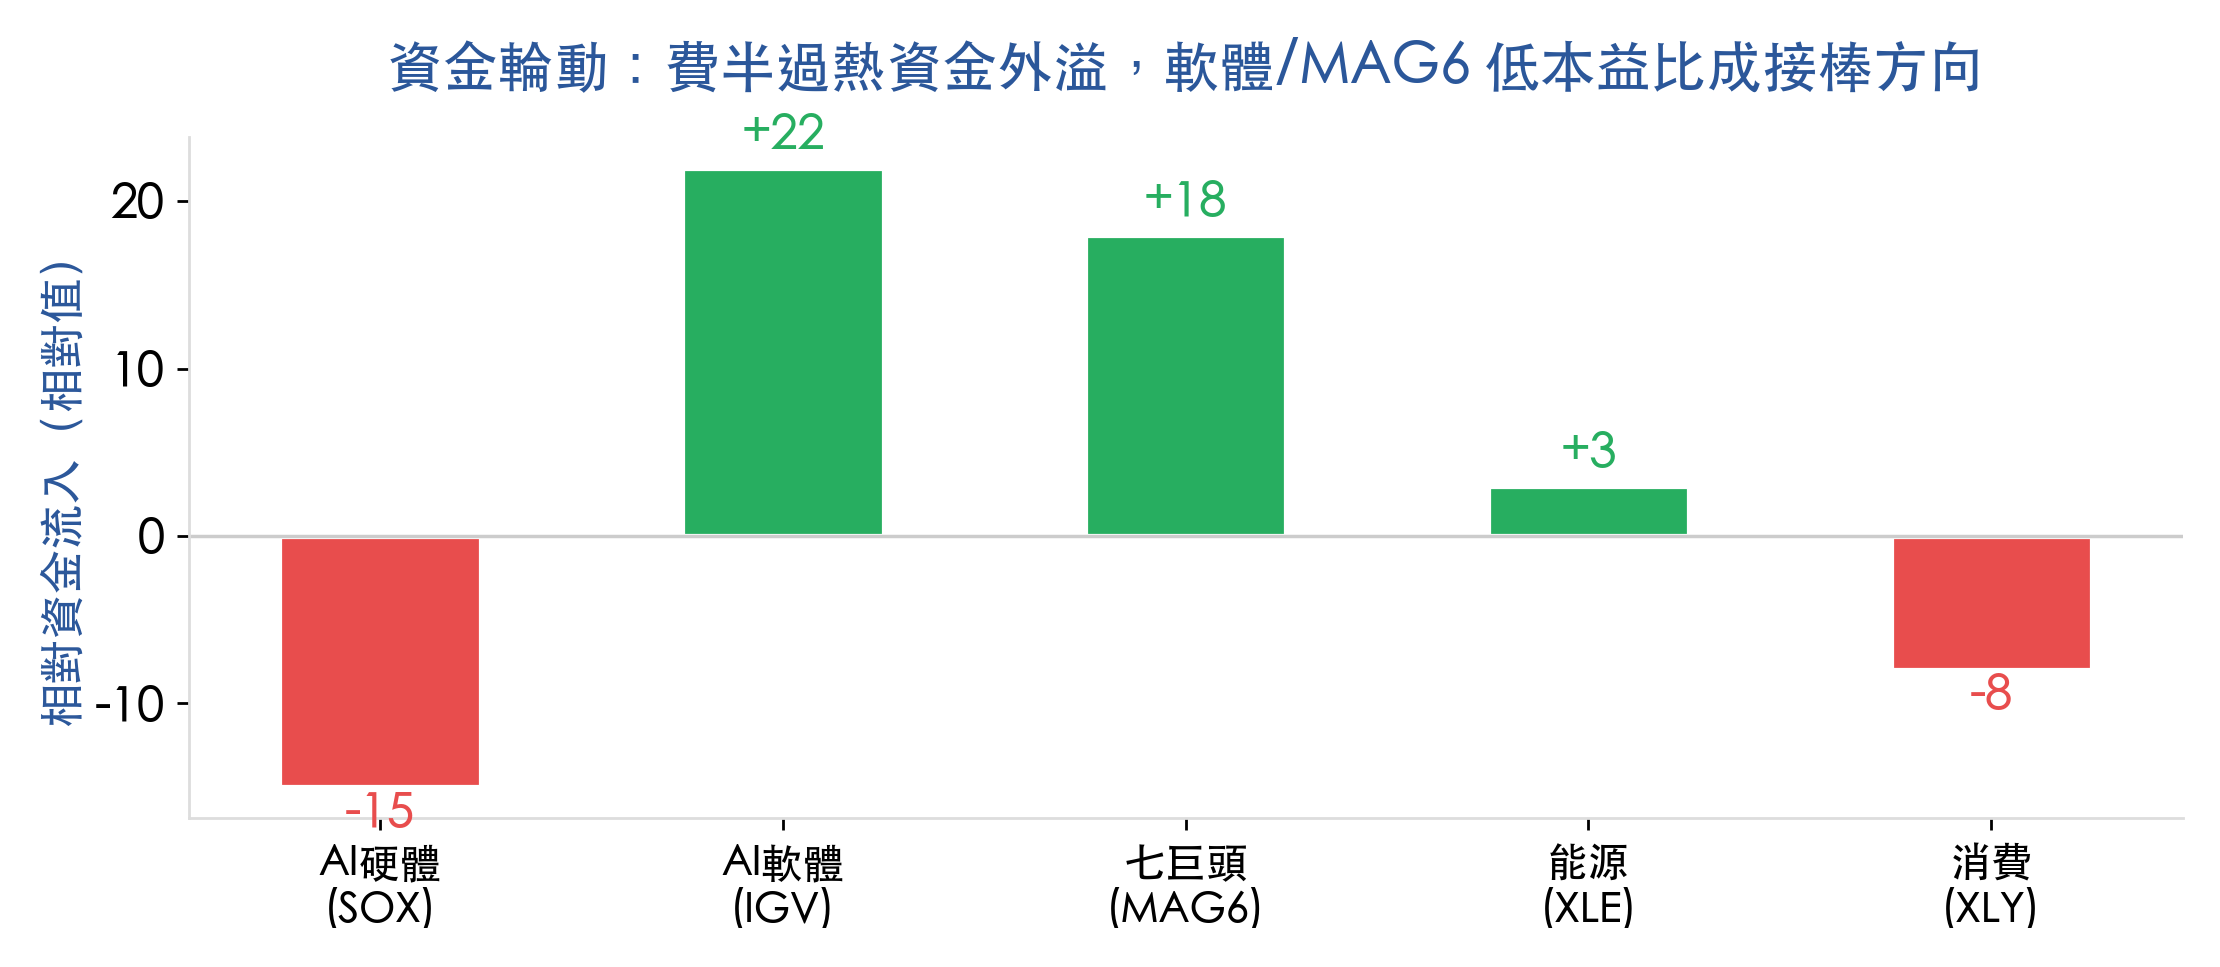 資金輪動：費半過熱資金外溢，軟體/MAG6 低本益比成接棒方向
相對資金流入（相對值）
20
10
0
-10
+22
+18
+3
-15
-8
AI硬體
(SOX)
AI軟體
(IGV)
七巨頭
(MAG6)
能源
(XLE)
消費
(XLY)